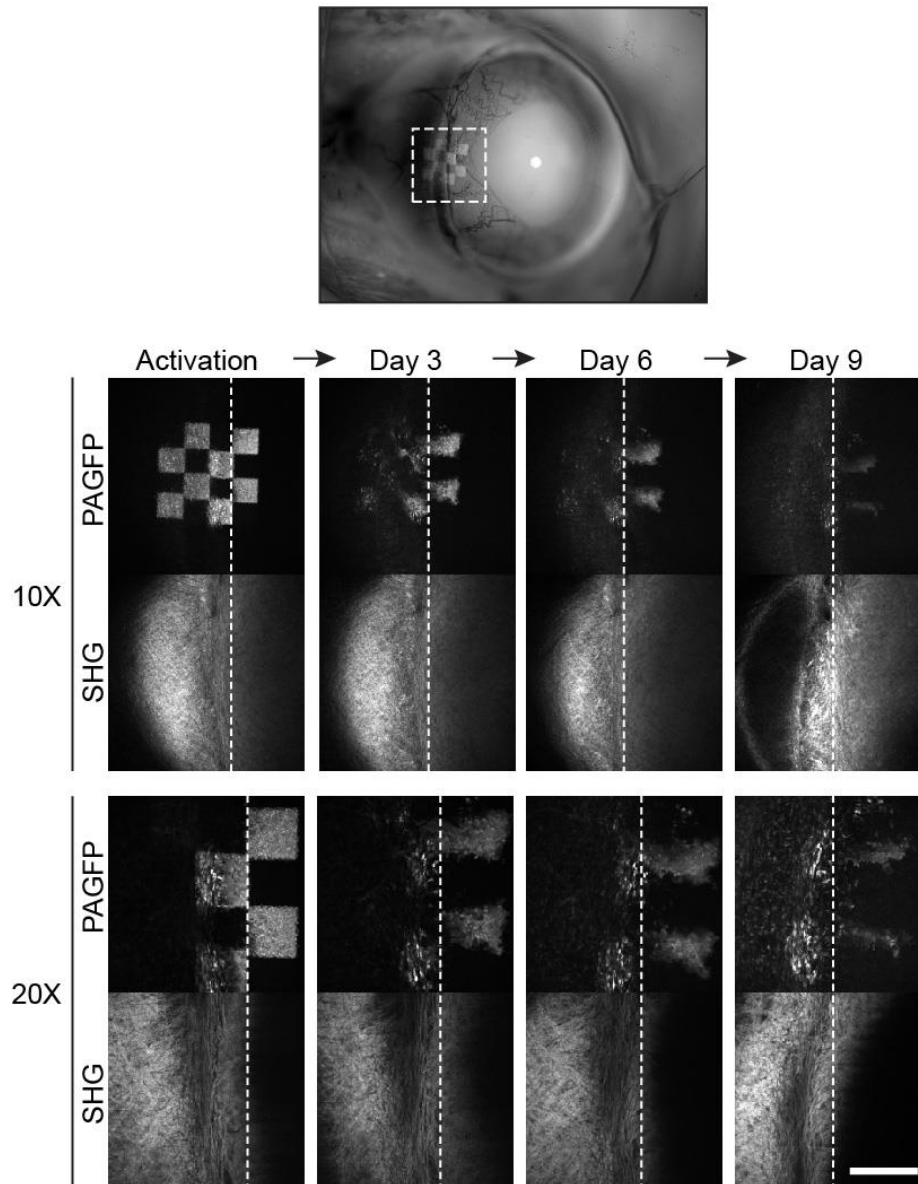 Activation → Day 3 → Day 6 → Day 9
10X
PAGFP
SHG
20X
PAGFP
SHG